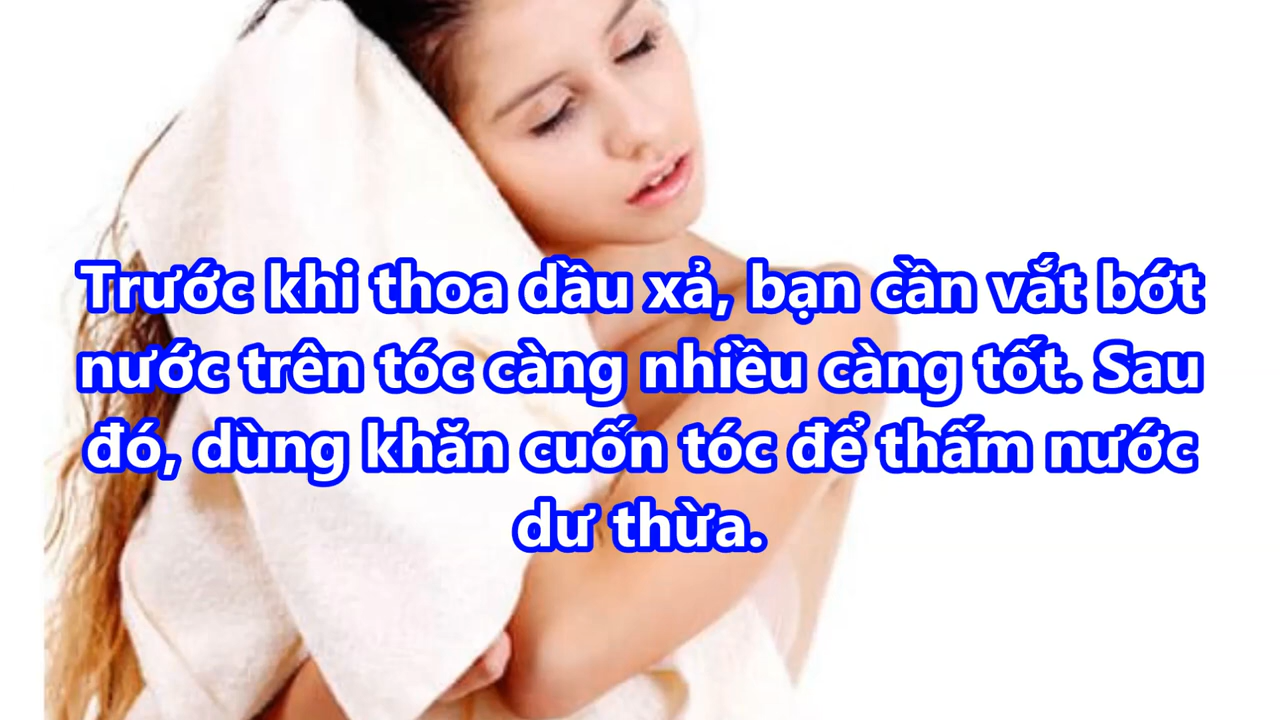 Trước khi thoa dầu xả, bạn cần vắt bớt
nước trên tóc càng nhiều càng tốt. Sau
đó, dùng khăn cuốn tóc để thấm nước
dư thừa.